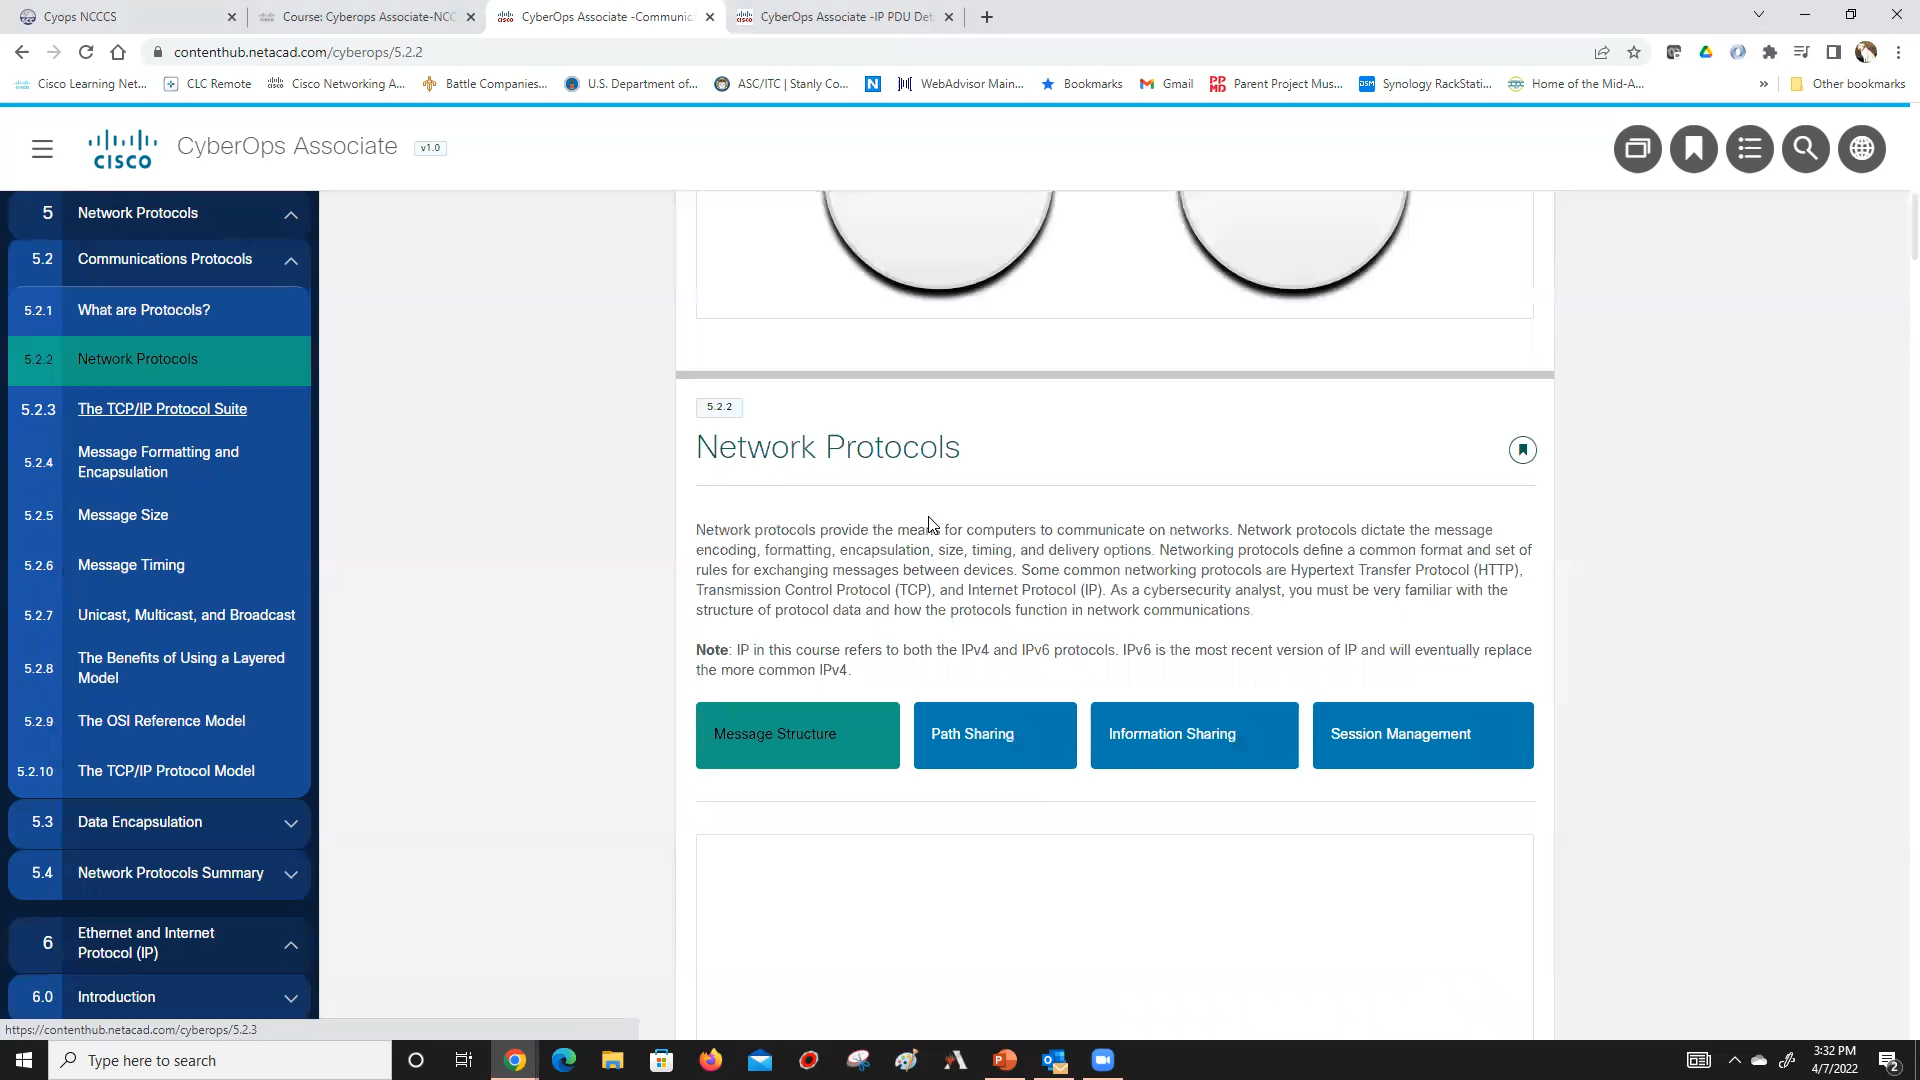 Cyops NCCCS
Course: Cyberops Associate-NCC
CyberOps Associate -Communic
CyberOps Associate -IP PDU Det
contenthub.netacad.com/cyberops/5.2.2
Cisco Learning Net...
CLC Remote
Cisco Networking A...
Battle Companies...
U.S. Department of...
ASC/ITC | Stanly Co...
N
WebAdvisor Main...
Bookmarks
Gmail
Parent Project Mus...
Synology RackStati...
Home of the Mid-A...
»
Other bookmarks
CISCO
CyberOps Associate
v1.0
5 Network Protocols
5.2 Communications Protocols
5.2.1 What are Protocols?
5.2.2 Network Protocols
5.2.3 The TCP/IP Protocol Suite
5.2.4 Message Formatting and
Encapsulation
5.2.5 Message Size
5.2.6 Message Timing
5.2.7 Unicast, Multicast, and Broadcast
5.2.8 The Benefits of Using a Layered
Model
5.2.9 The OSI Reference Model
5.2.10 The TCP/IP Protocol Model
5.3 Data Encapsulation
5.4 Network Protocols Summary
6 Ethernet and Internet
Protocol (IP)
6.0 Introduction
5.2.2
Network Protocols
Network protocols provide the means for computers to communicate on networks. Network protocols dictate the message
encoding, formatting, encapsulation, size, timing, and delivery options. Networking protocols define a common format and set of
rules for exchanging messages between devices. Some common networking protocols are Hypertext Transfer Protocol (HTTP),
Transmission Control Protocol (TCP), and Internet Protocol (IP). As a cybersecurity analyst, you must be very familiar with the
structure of protocol data and how the protocols function in network communications.
Note: IP in this course refers to both the IPv4 and IPv6 protocols. IPv6 is the most recent version of IP and will eventually replace
the more common IPv4.
Message Structure
Path Sharing
Information Sharing
Session Management
https://contenthub.netacad.com/cyberops/5.2.3
Type here to search
3:32 PM
4/7/2022
2